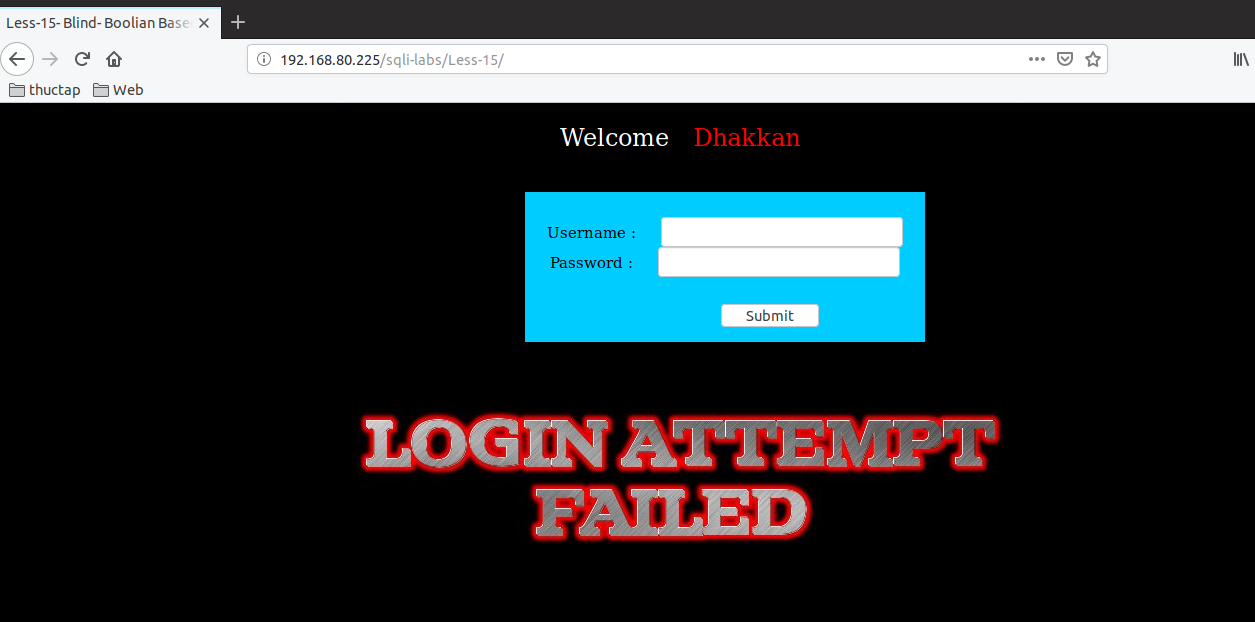 Less-15- Blind- Boolian Base
192.168.80.225/sqli-labs/Less-15/
thuctap Web
Welcome Dhakkan
Username :
Password :
Submit
LOGIN ATTEMPT
FAILED